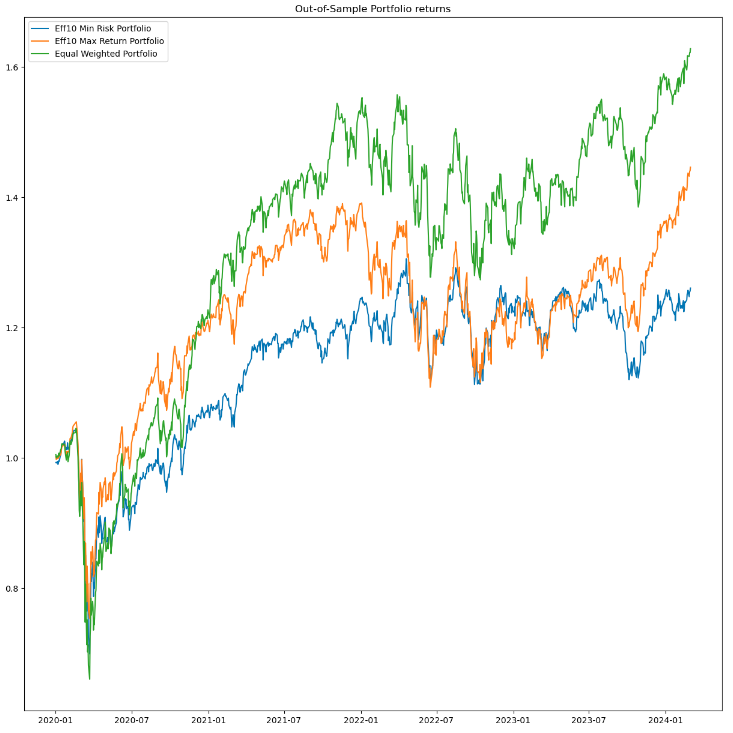 Out-of-Sample Portfolio returns
Eff10 Min Risk Portfolio
Eff10 Max Return Portfolio
Equal Weighted Portfolio
1.6
1.4
1.2
1.0
0.8
2020-01 2020-07 2021-01 2021-07 2022-01 2022-07 2023-01 2023-07 2024-01